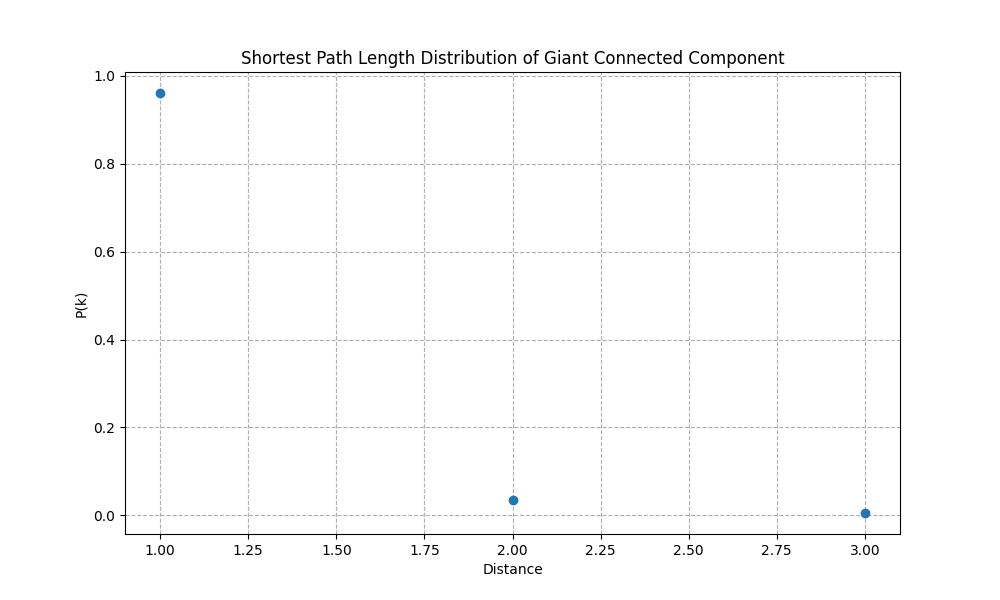 Shortest Path Length Distribution of Giant Connected Component
1.0
0.8
0.6
0.4
0.2
0.0
P(k)
1.00 1.25 1.50 1.75 2.00 2.25 2.50 2.75 3.00
Distance